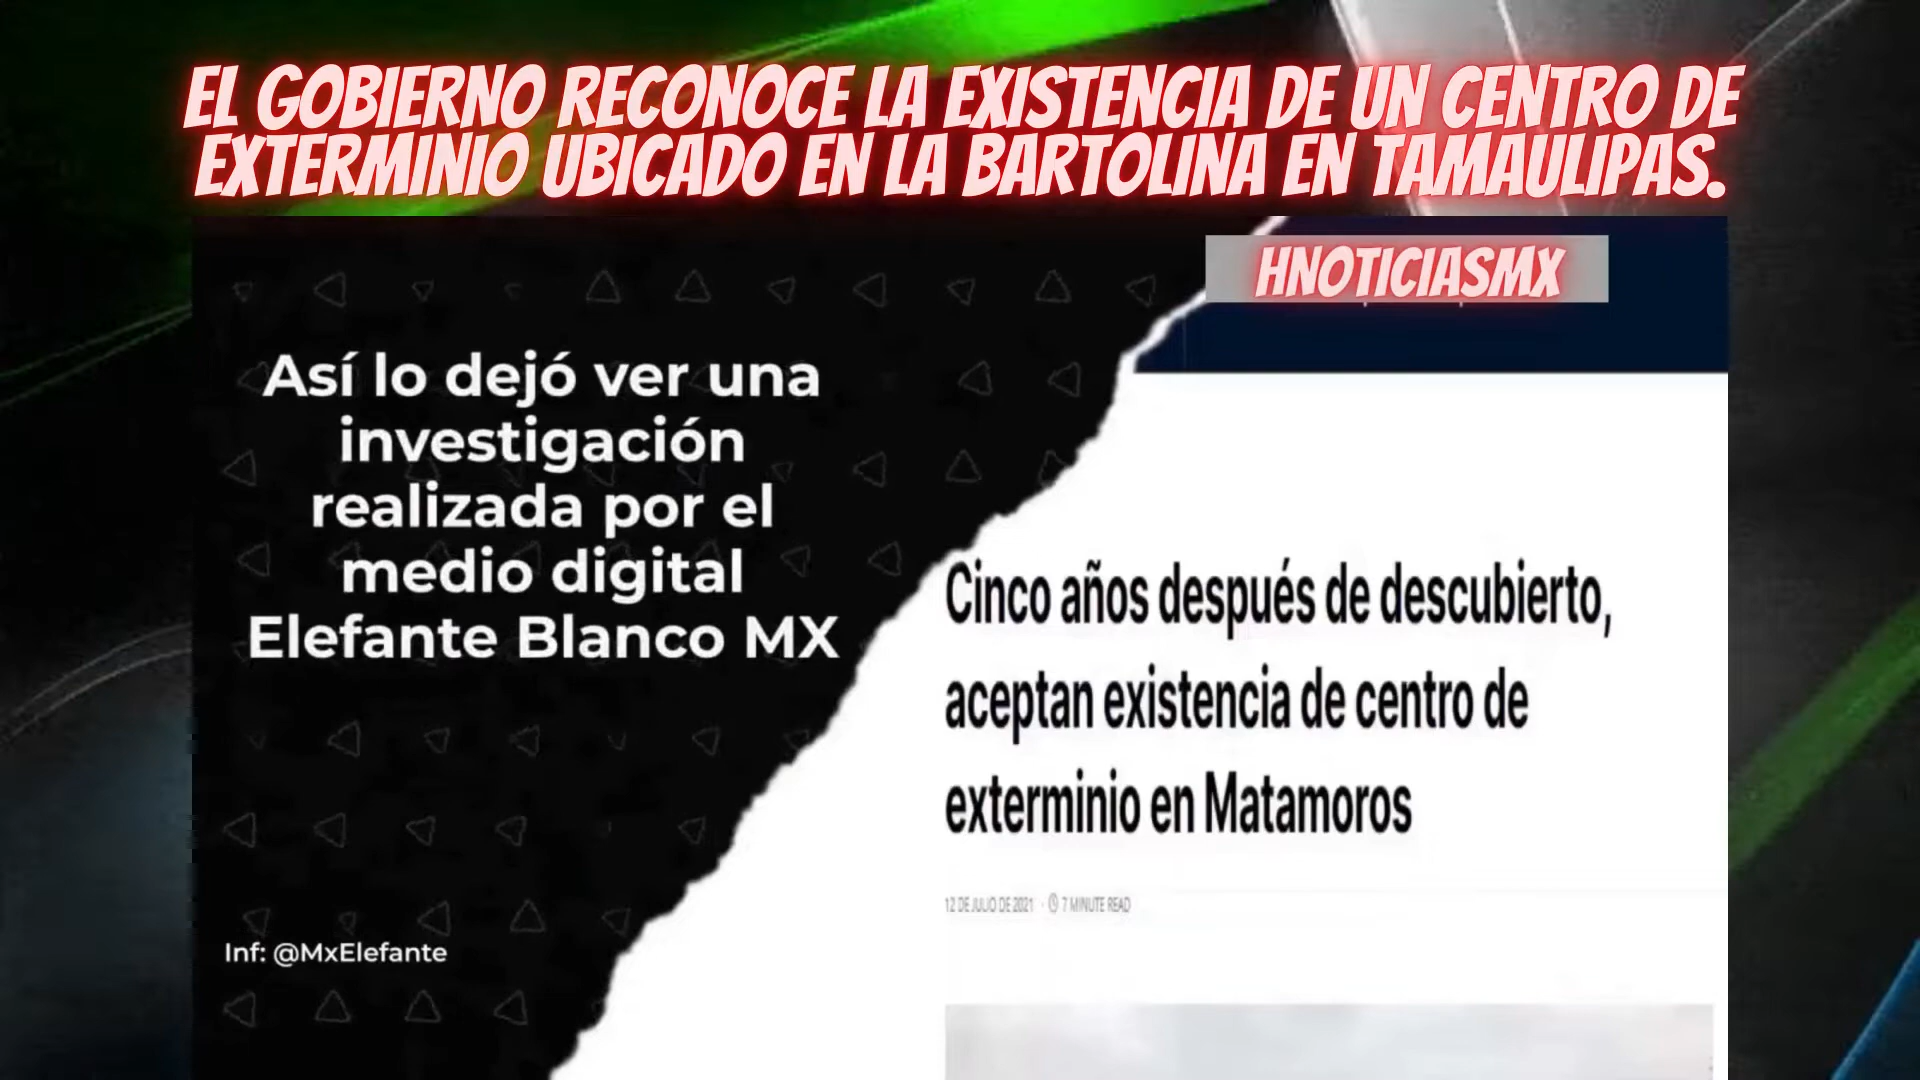 EL GOBIERNO RECONOCE LA EXISTENCIA DE UN CENTRO DE
EXTERMINIO UBICADO EN LA BARTOLINA EN TAMAULIPAS.
HNOTICIASMX
Así lo dejó ver una
investigación
realizada por el
medio digital
Elefante Blanco MX
Inf: @MxElefante
Cinco años después de descubierto,
aceptan existencia de centro de
exterminio en Matamoros
12 DE JULIO DE 2021 · 7 MINUTE READ